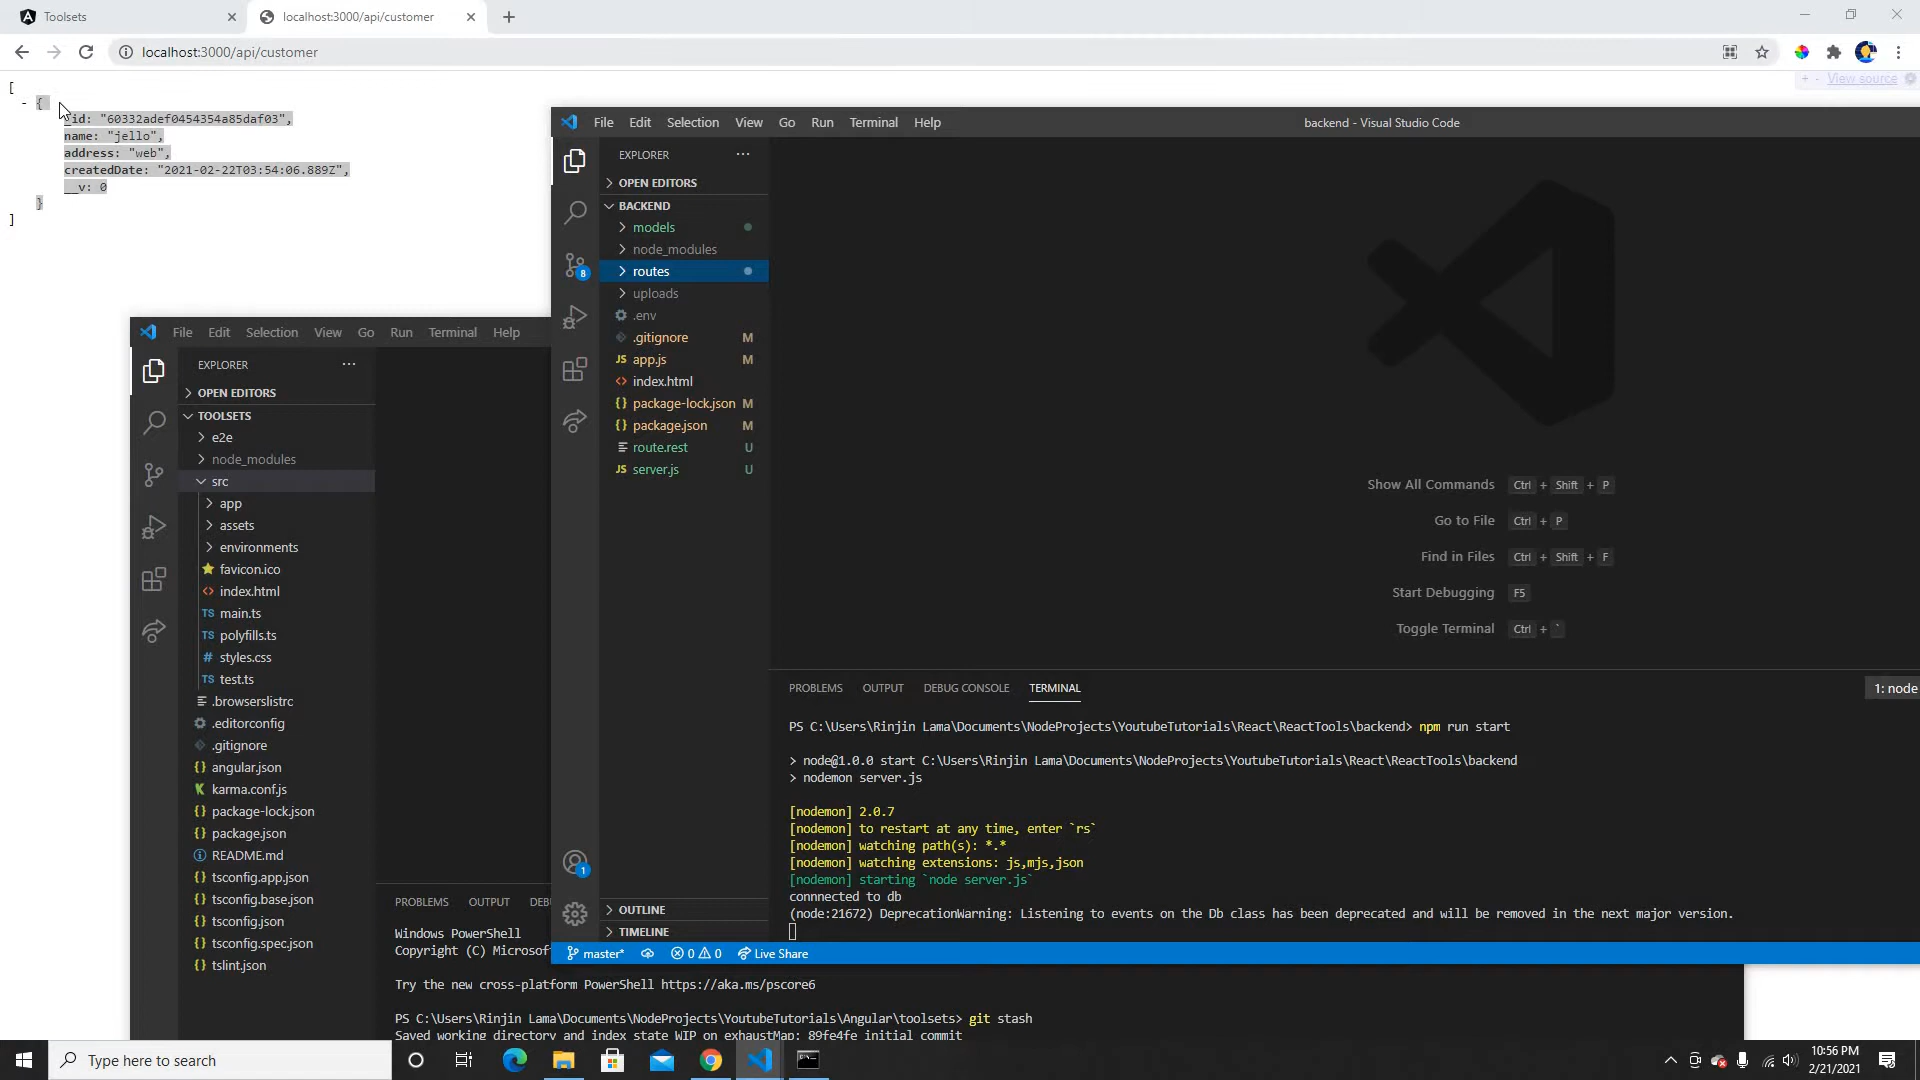 Toolsets
localhost:3000/api/customer
localhost:3000/api/customer
+ - View source
[
- {
_id: "60332adef0454354a85daf03",
name: "jello",
address: "web",
createdDate: "2021-02-22T03:54:06.889Z",
__v: 0
}
]
File Edit Selection View Go Run Terminal Help
backend - Visual Studio Code
EXPLORER
OPEN EDITORS
BACKEND
models
node_modules
routes
8
uploads
.env
.gitignore M
JS app.js M
<> index.html
{} package-lock.json M
{} package.json M
route.rest U
JS server.js U
1
OUTLINE
TIMELINE
Show All Commands Ctrl + Shift + P
Go to File Ctrl + P
Find in Files Ctrl + Shift + F
Start Debugging F5
Toggle Terminal Ctrl + `
PROBLEMS OUTPUT DEBUG CONSOLE TERMINAL
1: node
PS C:\Users\Rinjin Lama\Documents\NodeProjects\YoutubeTutorials\React\ReactTools\backend> npm run start
> node@1.0.0 start C:\Users\Rinjin Lama\Documents\NodeProjects\YoutubeTutorials\React\ReactTools\backend
> nodemon server.js
[nodemon] 2.0.7
[nodemon] to restart at any time, enter `rs`
[nodemon] watching path(s): *.*
[nodemon] watching extensions: js,mjs,json
[nodemon] starting `node server.js`
connnected to db
(node:21672) DeprecationWarning: Listening to events on the Db class has been deprecated and will be removed in the next major version.
master* 0 0 Live Share
File Edit Selection View Go Run Terminal Help
EXPLORER
OPEN EDITORS
TOOLSETS
e2e
node_modules
src
app
assets
environments
favicon.ico
<> index.html
TS main.ts
TS polyfills.ts
# styles.css
TS test.ts
.browserslistrc
.editorconfig
.gitignore
{} angular.json
K karma.conf.js
{} package-lock.json
{} package.json
README.md
{} tsconfig.app.json
{} tsconfig.base.json
{} tsconfig.json
{} tsconfig.spec.json
{} tslint.json
PROBLEMS OUTPUT DEB
Windows PowerShell
Copyright (C) Microsof
Try the new cross-platform PowerShell https://aka.ms/pscore6
PS C:\Users\Rinjin Lama\Documents\NodeProjects\YoutubeTutorials\Angular\toolsets> git stash
Saved working directory and index state WIP on exhaustMap: 89fe4fe initial commit
Type here to search
10:56 PM
2/21/2021